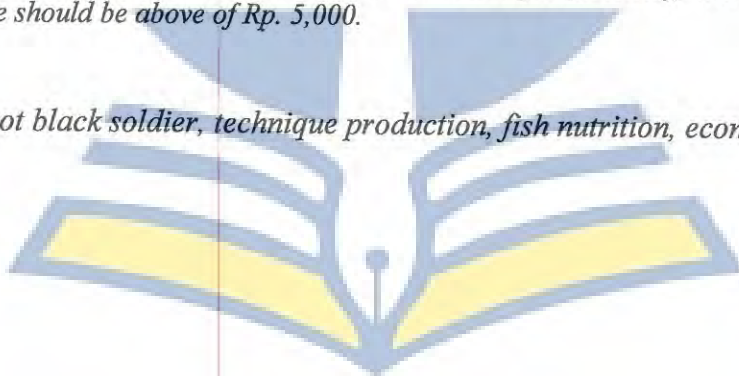 e should be above of Rp. 5,000.
ot black soldier, technique production, fish nutrition, econ